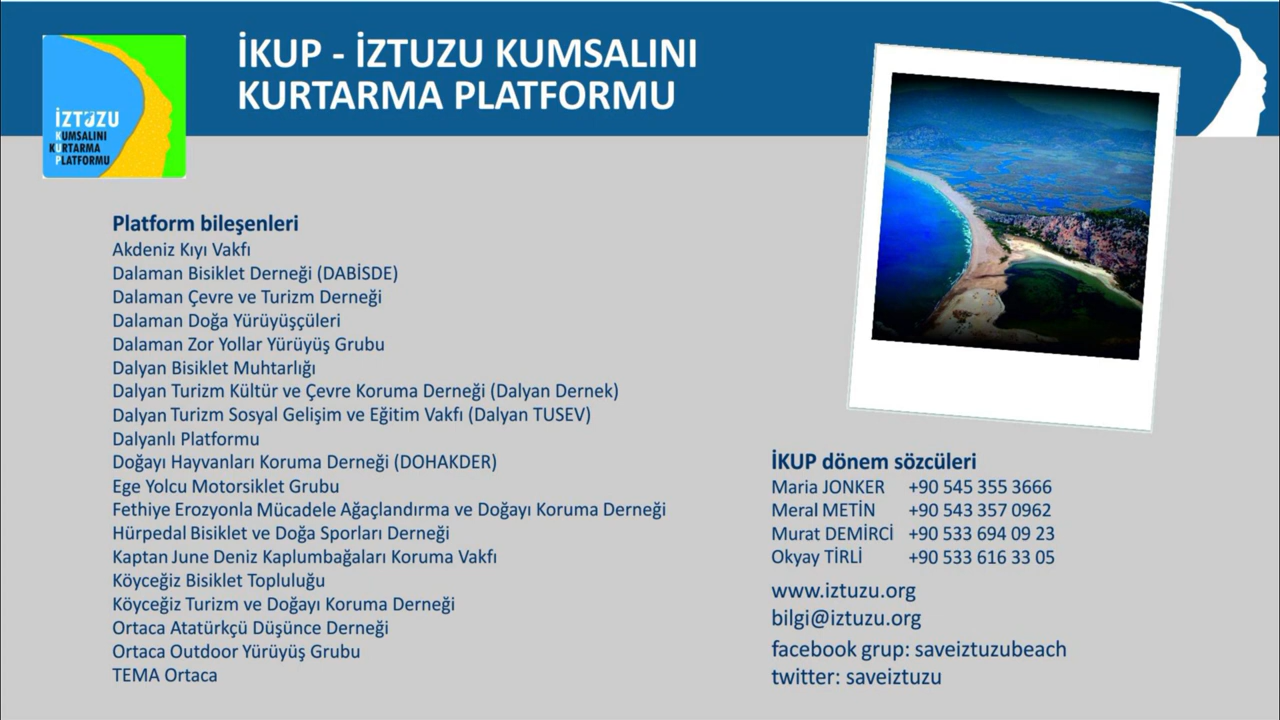 İKUP - İZTUZU KUMSALINI
KURTARMA PLATFORMU
İZTUZU
KUMSALINI
KURTARMA
PLATFORMU
Platform bileşenleri
Akdeniz Kıyı Vakfı
Dalaman Bisiklet Derneği (DABİSDE)
Dalaman Çevre ve Turizm Derneği
Dalaman Doğa Yürüyüşçüleri
Dalaman Zor Yollar Yürüyüş Grubu
Dalyan Bisiklet Muhtarlığı
Dalyan Turizm Kültür ve Çevre Koruma Derneği (Dalyan Dernek)
Dalyan Turizm Sosyal Gelişim ve Eğitim Vakfı (Dalyan TUSEV)
Dalyanlı Platformu
Doğayı Hayvanları Koruma Derneği (DOHAKDER)
Ege Yolcu Motorsiklet Grubu
Fethiye Erozyonla Mücadele Ağaçlandırma ve Doğayı Koruma Derneği
Hürpedal Bisiklet ve Doğa Sporları Derneği
Kaptan June Deniz Kaplumbağaları Koruma Vakfı
Köyceğiz Bisiklet Topluluğu
Köyceğiz Turizm ve Doğayı Koruma Derneği
Ortaca Atatürkçü Düşünce Derneği
Ortaca Outdoor Yürüyüş Grubu
TEMA Ortaca
İKUP dönem sözcüleri
Maria JONKER +90 545 355 3666
Meral METİN +90 543 357 0962
Murat DEMİRCİ +90 533 694 09 23
Okyay TİRLİ +90 533 616 33 05
www.iztuzu.org
bilgi@iztuzu.org
facebook grup: saveiztuzubeach
twitter: saveiztuzu